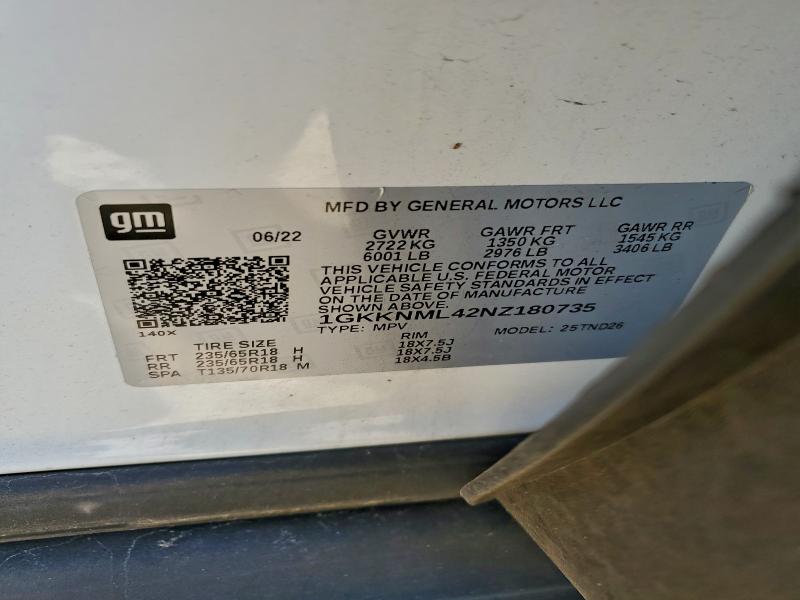 gm
MFD BY GENERAL MOTORS LLC
06/22 GVWR GAWR FRT GAWR RR
2722 KG 1350 KG 1545 KG
6001 LB 2976 LB 3406 LB
THIS VEHICLE CONFORMS TO ALL
APPLICABLE U.S. FEDERAL MOTOR
VEHICLE SAFETY STANDARDS IN EFFECT
ON THE DATE OF MANUFACTURE
SHOWN ABOVE.
1GKKNML42NZ180735
TYPE: MPV MODEL: 25TND26
140X
TIRE SIZE RIM
FRT 235/65R18 H 18X7.5J
RR 235/65R18 H 18X7.5J
SPA T135/70R18 M 18X4.5B